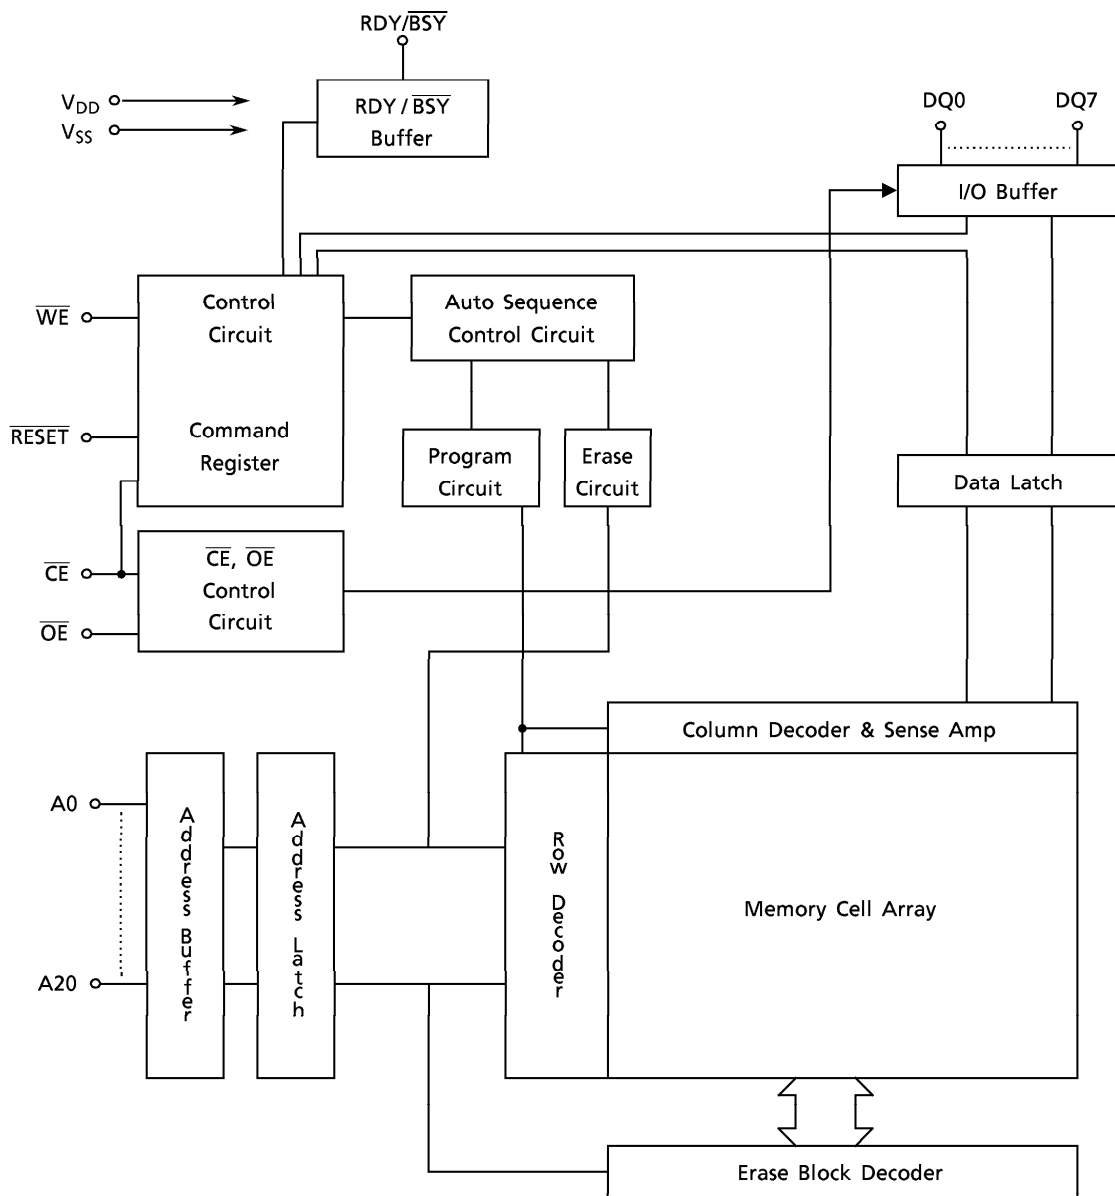 RDY/BSY
RDY / BSY
Buffer
VDD
VSS
DQ0
DQ7
I/O Buffer
WE
Control
Circuit
Auto Sequence
Control Circuit
RESET
Command
Register
Program
Circuit
Erase
Circuit
Data Latch
CE
OE
CE, OE
Control
Circuit
Column Decoder & Sense Amp
A0
A20
Address Buffer
Address Latch
Row Decoder
Memory Cell Array
Erase Block Decoder